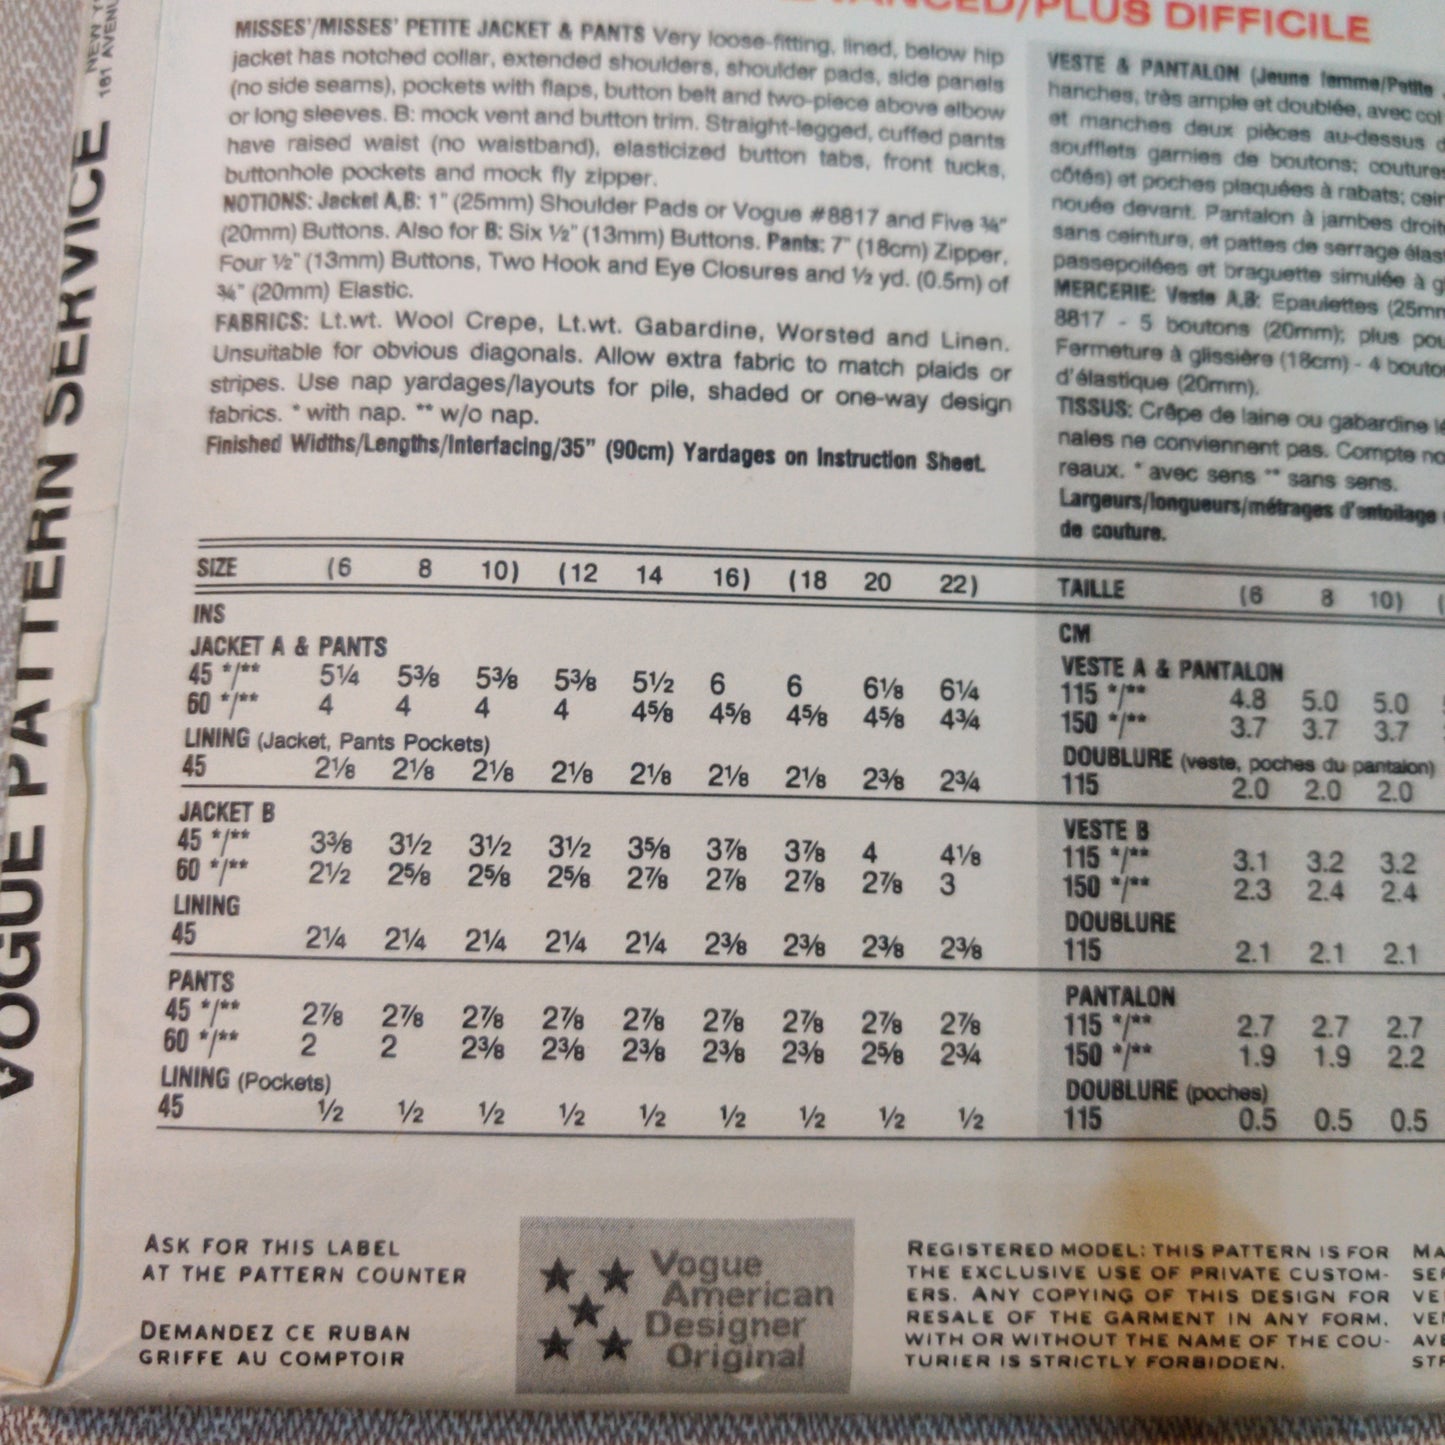 ADVANCED/PLUS DIFFICILE
MISSES'/MISSES' PETITE JACKET & PANTS Very loose-fitting, lined, below hip
jacket has notched collar, extended shoulders, shoulder pads, side panels
(no side seams), pockets with flaps, button belt and two-piece above elbow
or long sleeves. B: mock vent and button trim. Straight-legged, cuffed pants
have raised waist (no waistband), elasticized button tabs, front tucks,
buttonhole pockets and mock fly zipper.
NOTIONS: Jacket A,B: 1" (25mm) Shoulder Pads or Vogue #8817 and Five ¾"
(20mm) Buttons. Also for B: Six ½" (13mm) Buttons. Pants: 7" (18cm) Zipper,
Four ½" (13mm) Buttons, Two Hook and Eye Closures and ½ yd. (0.5m) of
¾" (20mm) Elastic.
FABRICS: Lt.wt. Wool Crepe, Lt.wt. Gabardine, Worsted and Linen.
Unsuitable for obvious diagonals. Allow extra fabric to match plaids or
stripes. Use nap yardages/layouts for pile, shaded or one-way design
fabrics. * with nap. ** w/o nap.
Finished Widths/Lengths/Interfacing/35" (90cm) Yardages on Instruction Sheet.
VESTE & PANTALON (Jeune femme/Petite
hanches, très ample et doublée, avec col
et manches deux pièces au-dessus
soufflets garnies de boutons; coutures
côtés) et poches plaquées à rabats;
nouée devant. Pantalon à jambes
sans ceinture, et pattes de serrage
passepoilées et braguette simulée à
MERCERIE: Veste A,B: Epaulettes
8817 - 5 boutons (20mm); plus
Fermeture à glissière (18cm) - 4
d'élastique (20mm).
TISSUS: Crêpe de laine ou gabardine
nales ne conviennent pas. Compte
reaux. * avec sens ** sans sens.
Largeurs/longueurs/métrages d'entoilage
de couture.
SIZE (6 8 10) (12 14 16) (18 20 22)
INS
JACKET A & PANTS
45 */** 5¼ 5⅜ 5⅜ 5⅜ 5½ 6 6 6⅛ 6¼
60 */** 4 4 4 4 4⅝ 4⅝ 4⅝ 4⅝ 4¾
LINING (Jacket, Pants Pockets)
45 2⅛ 2⅛ 2⅛ 2⅛ 2⅛ 2⅛ 2⅛ 2⅜ 2¾
JACKET B
45 */** 3⅜ 3½ 3½ 3½ 3⅝ 3⅞ 3⅞ 4 4⅛
60 */** 2½ 2⅝ 2⅝ 2⅝ 2⅞ 2⅞ 2⅞ 2⅞ 3
LINING
45 2¼ 2¼ 2¼ 2¼ 2¼ 2⅜ 2⅜ 2⅜ 2⅜
PANTS
45 */** 2⅞ 2⅞ 2⅞ 2⅞ 2⅞ 2⅞ 2⅞ 2⅞ 2⅞
60 */** 2 2 2⅜ 2⅜ 2⅜ 2⅜ 2⅜ 2⅝ 2¾
LINING (Pockets)
45 ½ ½ ½ ½ ½ ½ ½ ½ ½
TAILLE (6 8 10) (
CM
VESTE A & PANTALON
115 */** 4.8 5.0 5.0
150 */** 3.7 3.7 3.7
DOUBLURE (veste, poches du pantalon)
115 2.0 2.0 2.0
VESTE B
115 */** 3.1 3.2 3.2
150 */** 2.3 2.4 2.4
DOUBLURE
115 2.1 2.1 2.1
PANTALON
115 */** 2.7 2.7 2.7
150 */** 1.9 1.9 2.2
DOUBLURE (poches)
115 0.5 0.5 0.5
VOGUE PATTERN SERVICE
NEW
161 AVENU
ASK FOR THIS LABEL
AT THE PATTERN COUNTER
DEMANDEZ CE RUBAN
GRIFFE AU COMPTOIR
Vogue
American
Designer
Original
REGISTERED MODEL: THIS PATTERN IS FOR
THE EXCLUSIVE USE OF PRIVATE CUSTOM-
ERS. ANY COPYING OF THIS DESIGN FOR
RESALE OF THE GARMENT IN ANY FORM,
WITH OR WITHOUT THE NAME OF THE COU-
TURIER IS STRICTLY FORBIDDEN.